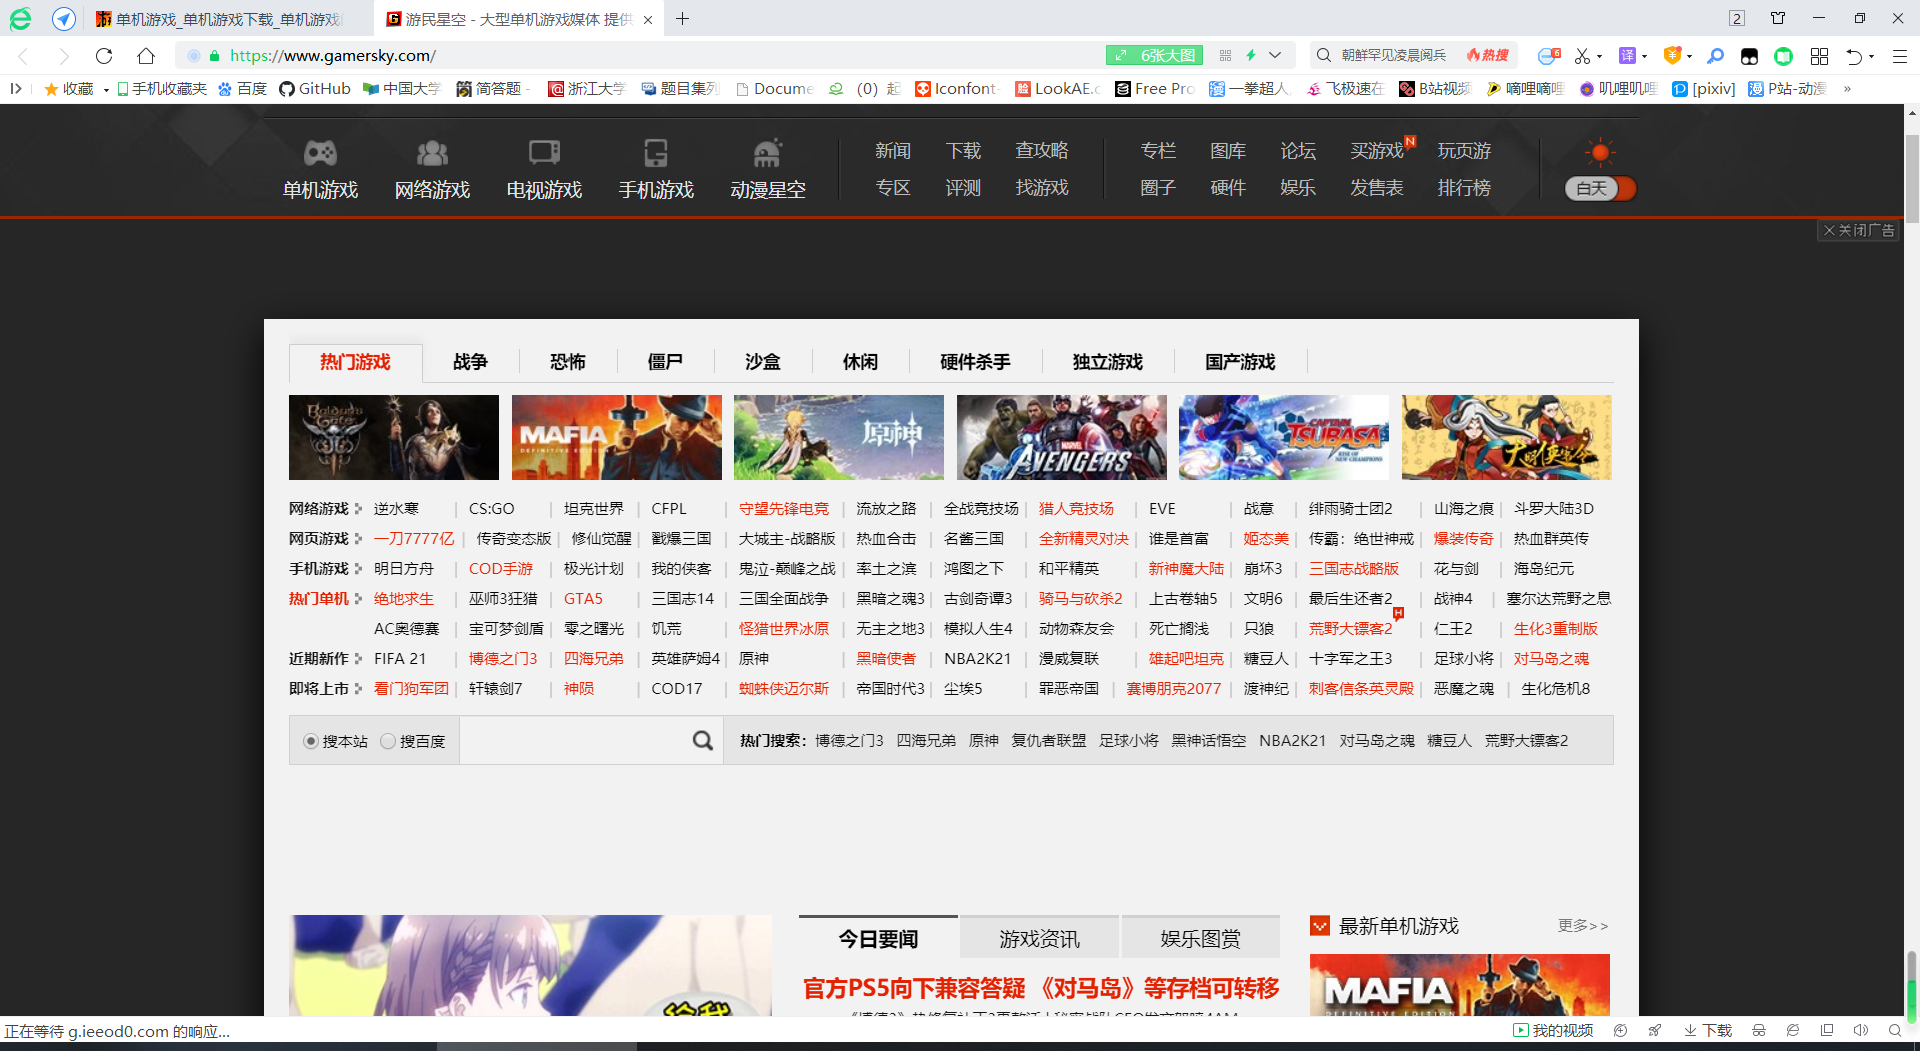 单机游戏_单机游戏下载_单机游戏
游民星空 - 大型单机游戏媒体 提供
2
https://www.gamersky.com/
6张大图
朝鲜罕见凌晨阅兵
热搜
6
译
收藏 手机收藏夹 百度 GitHub 中国大学 简答题 - 浙江大学 题目集列 Docume (0) 起 Iconfont- LookAE.c Free Pro 一拳超人 飞极速在 B站视频 嘀哩嘀哩 叽哩叽哩 [pixiv] P站-动漫 »
单机游戏 网络游戏 电视游戏 手机游戏 动漫星空
新闻 下载 查攻略 专栏 图库 论坛 买游戏 N 玩页游
专区 评测 找游戏 圈子 硬件 娱乐 发售表 排行榜
白天
关闭广告
热门游戏 战争 恐怖 僵尸 沙盒 休闲 硬件杀手 独立游戏 国产游戏
Baldur's Gate
MAFIA
DEFINITIVE EDITION
原神
MARVEL
AVENGERS
CAPTAIN
TSUBASA
RISE OF
NEW CHAMPIONS
大明侠客令
网络游戏 逆水寒 | CS:GO | 坦克世界 | CFPL | 守望先锋电竞 | 流放之路 | 全战竞技场 | 猎人竞技场 | EVE | 战意 | 绯雨骑士团2 | 山海之痕 | 斗罗大陆3D
网页游戏 一刀7777亿 | 传奇变态版 | 修仙觉醒 | 戳爆三国 | 大城主-战略版 | 热血合击 | 名酱三国 | 全新精灵对决 | 谁是首富 | 姬态美 | 传霸：绝世神戒 | 爆装传奇 | 热血群英传
手机游戏 明日方舟 | COD手游 | 极光计划 | 我的侠客 | 鬼泣-巅峰之战 | 率土之滨 | 鸿图之下 | 和平精英 | 新神魔大陆 | 崩坏3 | 三国志战略版 | 花与剑 | 海岛纪元
热门单机 绝地求生 | 巫师3狂猎 | GTA5 | 三国志14 | 三国全面战争 | 黑暗之魂3 | 古剑奇谭3 | 骑马与砍杀2 | 上古卷轴5 | 文明6 | 最后生还者2 | 战神4 | 塞尔达荒野之息
AC奥德赛 | 宝可梦剑盾 | 零之曙光 | 饥荒 | 怪猎世界冰原 | 无主之地3 | 模拟人生4 | 动物森友会 | 死亡搁浅 | 只狼 | 荒野大镖客2 H | 仁王2 | 生化3重制版
近期新作 FIFA 21 | 博德之门3 | 四海兄弟 | 英雄萨姆4 | 原神 | 黑暗使者 | NBA2K21 | 漫威复联 | 雄起吧坦克 | 糖豆人 | 十字军之王3 | 足球小将 | 对马岛之魂
即将上市 看门狗军团 | 轩辕剑7 | 神陨 | COD17 | 蜘蛛侠迈尔斯 | 帝国时代3 | 尘埃5 | 罪恶帝国 | 赛博朋克2077 | 渡神纪 | 刺客信条英灵殿 | 恶魔之魂 | 生化危机8
搜本站 搜百度
热门搜索： 博德之门3 四海兄弟 原神 复仇者联盟 足球小将 黑神话悟空 NBA2K21 对马岛之魂 糖豆人 荒野大镖客2
今日要闻 游戏资讯 娱乐图赏
最新单机游戏 更多>>
官方PS5向下兼容答疑 《对马岛》等存档可转移
给我
MAFIA
DEFINITIVE EDITION
正在等待 g.ieeod0.com 的响应...
我的视频
下载